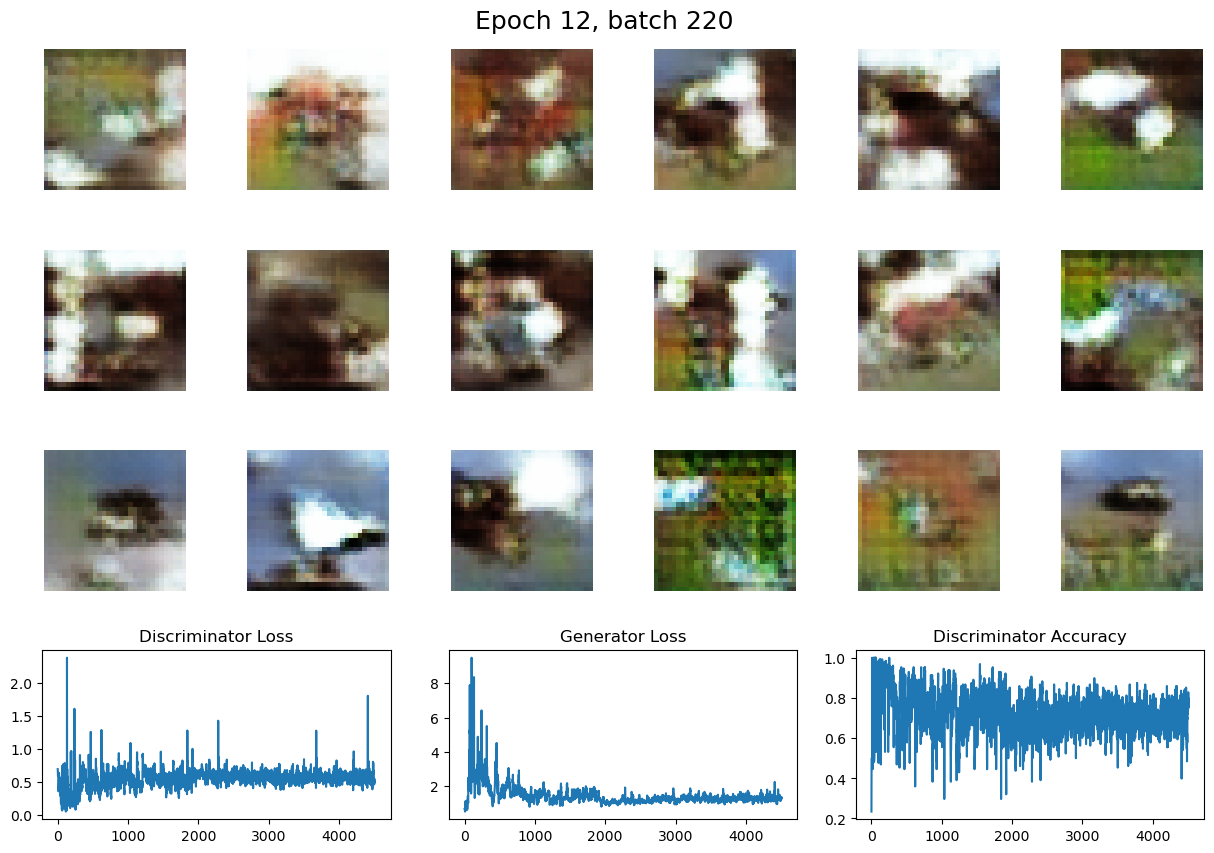 Epoch 12, batch 220
Discriminator Loss
Generator Loss
Discriminator Accuracy
2.0
1.5
1.0
0.5
0.0
0 1000 2000 3000 4000
8
6
4
2
0 1000 2000 3000 4000
1.0
0.8
0.6
0.4
0.2
0 1000 2000 3000 4000